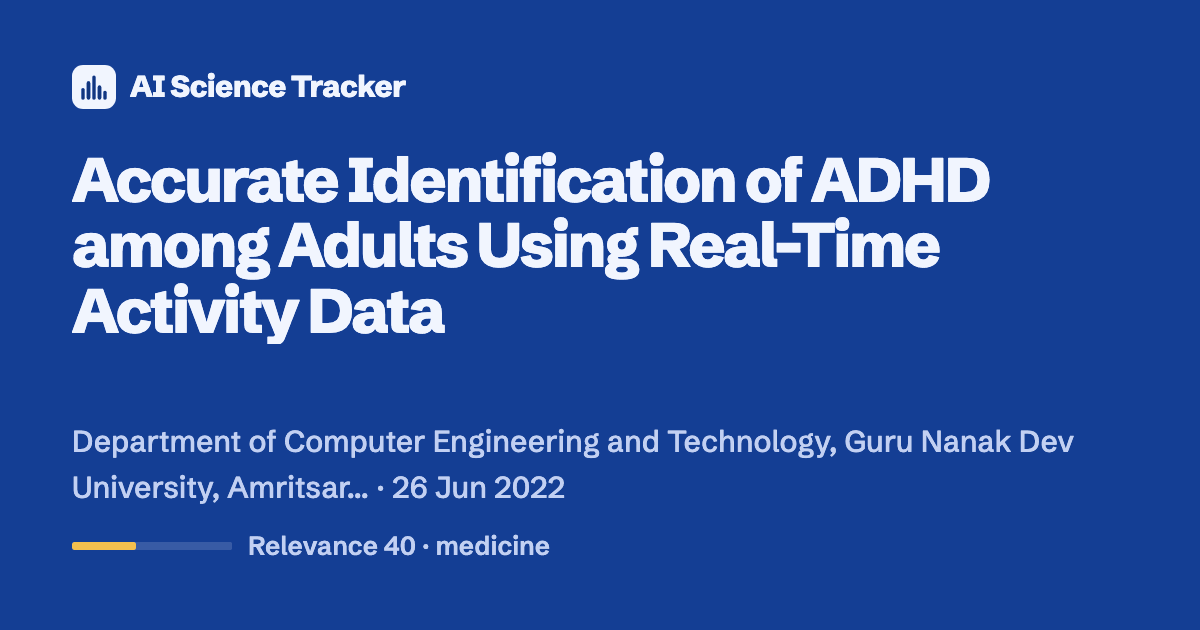 AI Science Tracker
Accurate Identification of ADHD
among Adults Using Real-Time
Activity Data
Department of Computer Engineering and Technology, Guru Nanak Dev
University, Amritsar... · 26 Jun 2022
Relevance 40 · medicine